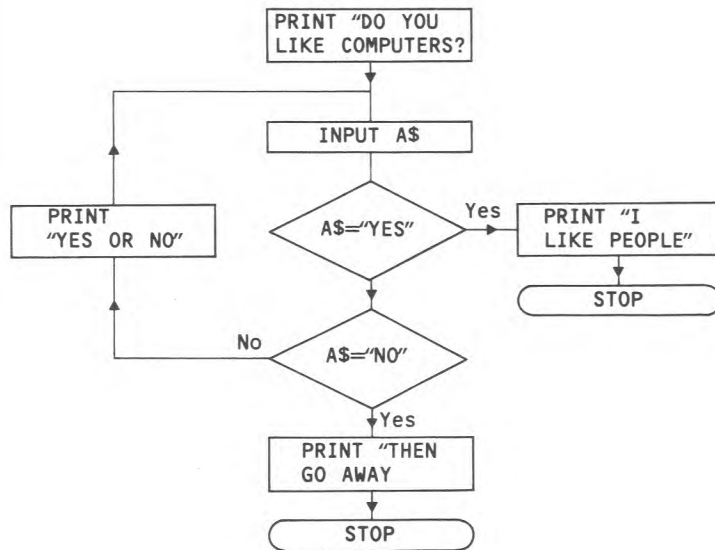 PRINT “DO YOU
LIKE COMPUTERS?
INPUT A$
A$=“YES”
Yes
PRINT “I
LIKE PEOPLE”
STOP
PRINT
“YES OR NO”
No
A$=“NO”
Yes
PRINT “THEN
GO AWAY
STOP